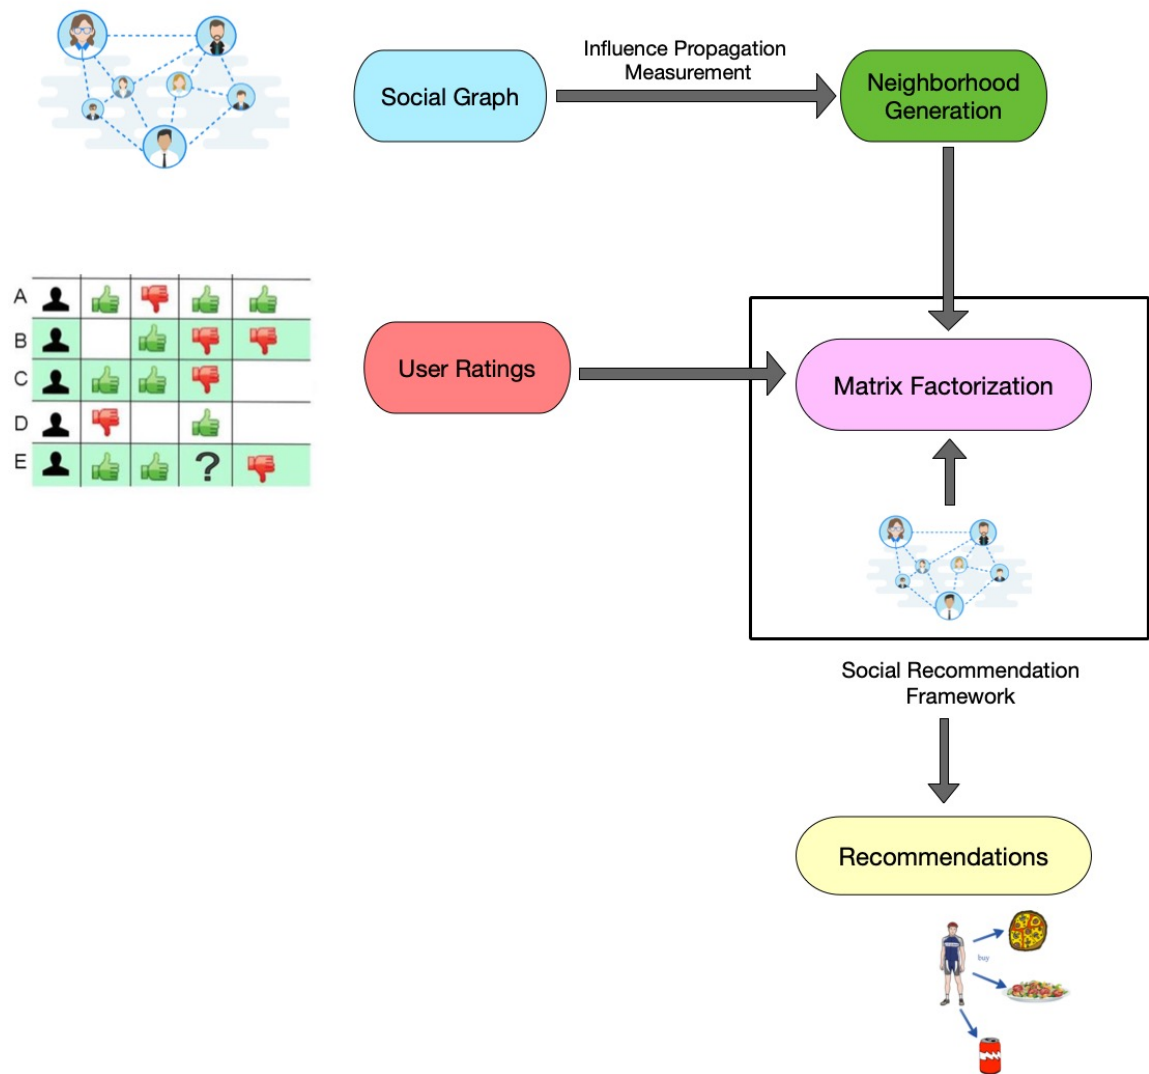 Influence Propagation
Measurement
Social Graph
Neighborhood
Generation
A
B
C
D
E
?
User Ratings
Matrix Factorization
Social Recommendation
Framework
Recommendations
buy